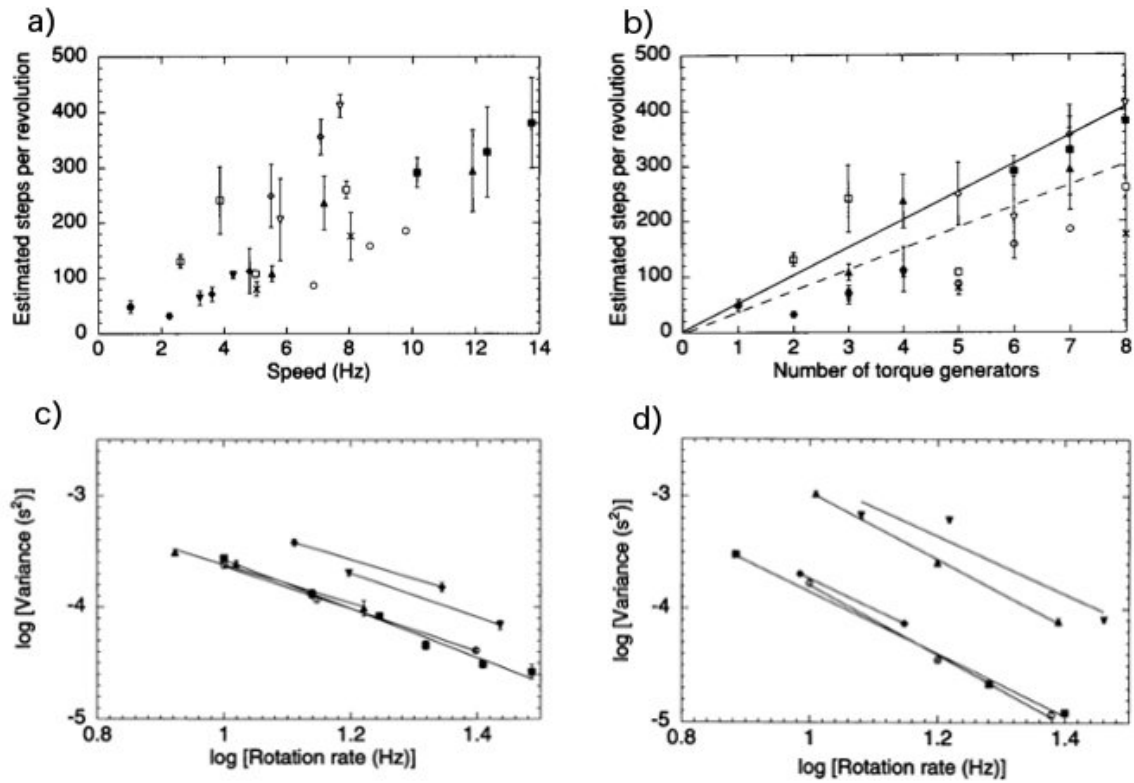 a)
Estimated steps per revolution
500
400
300
200
100
0
0 2 4 6 8 10 12 14
Speed (Hz)
b)
Estimated steps per revolution
500
400
300
200
100
0
0 1 2 3 4 5 6 7 8
Number of torque generators
c)
log [Variance (s²)]
-3
-4
-5
0.8 1 1.2 1.4
log [Rotation rate (Hz)]
d)
log [Variance (s²)]
-3
-4
-5
0.8 1 1.2 1.4
log [Rotation rate (Hz)]